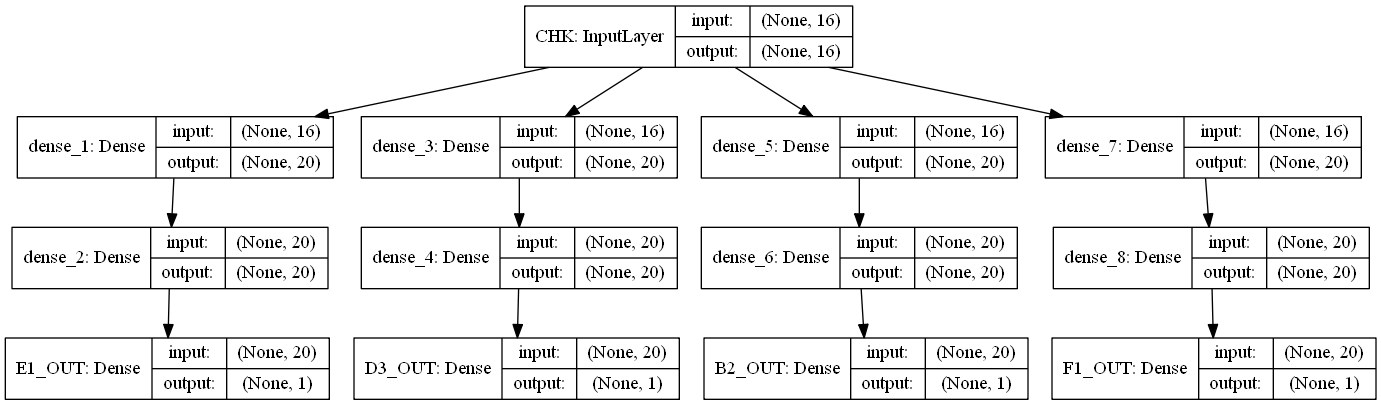 CHK: InputLayer
input:
(None, 16)
output:
(None, 16)
dense_1: Dense
input:
(None, 16)
output:
(None, 20)
dense_3: Dense
input:
(None, 16)
output:
(None, 20)
dense_5: Dense
input:
(None, 16)
output:
(None, 20)
dense_7: Dense
input:
(None, 16)
output:
(None, 20)
dense_2: Dense
input:
(None, 20)
output:
(None, 20)
dense_4: Dense
input:
(None, 20)
output:
(None, 20)
dense_6: Dense
input:
(None, 20)
output:
(None, 20)
dense_8: Dense
input:
(None, 20)
output:
(None, 20)
E1_OUT: Dense
input:
(None, 20)
output:
(None, 1)
D3_OUT: Dense
input:
(None, 20)
output:
(None, 1)
B2_OUT: Dense
input:
(None, 20)
output:
(None, 1)
F1_OUT: Dense
input:
(None, 20)
output:
(None, 1)